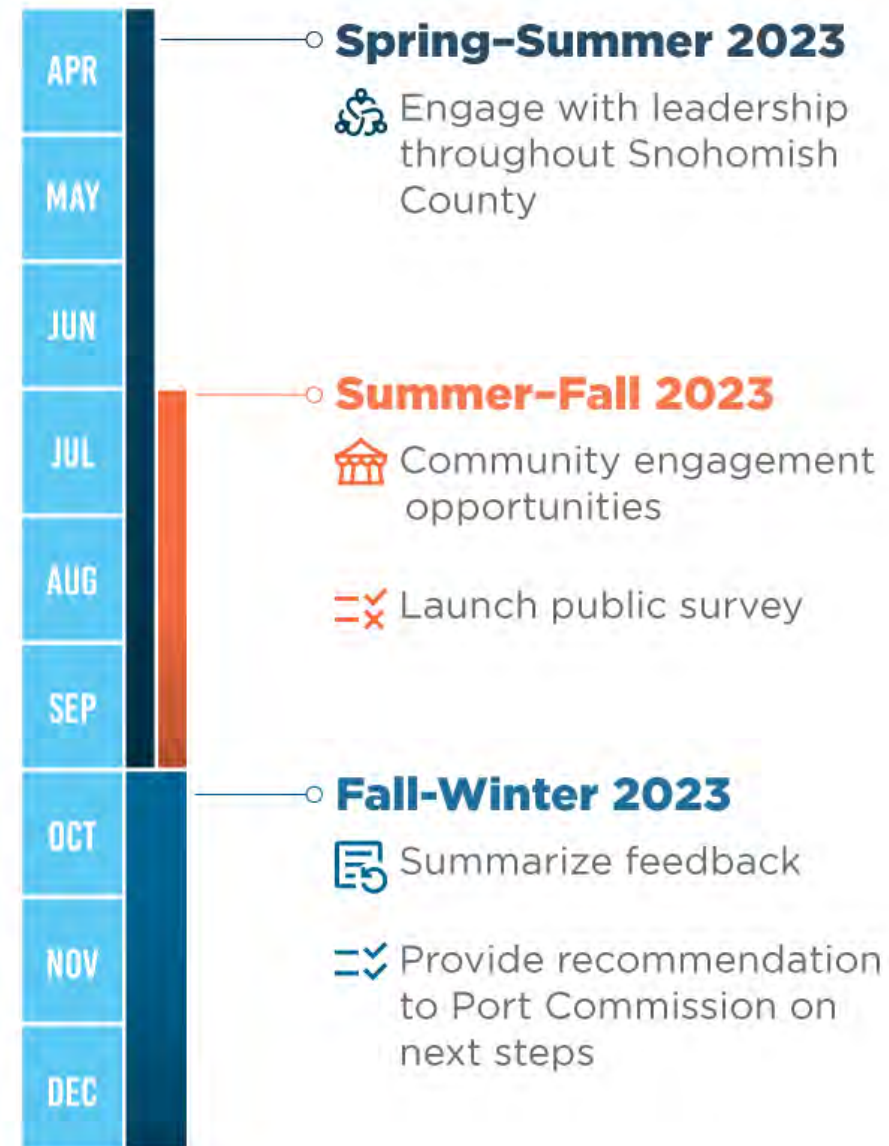 APR
MAY
JUN
JUL
AUG
SEP
OCT
NOV
DEC
Spring–Summer 2023
Engage with leadership
throughout Snohomish
County
Summer–Fall 2023
Community engagement
opportunities
Launch public survey
Fall-Winter 2023
Summarize feedback
Provide recommendation
to Port Commission on
next steps